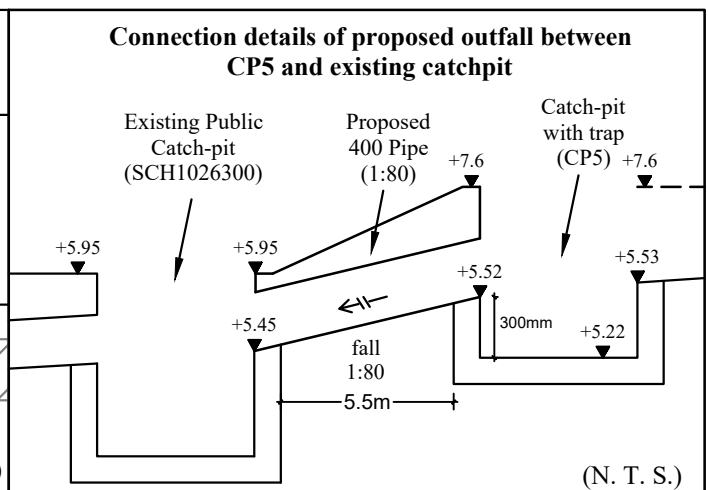 Connection details of proposed outfall between
CP5 and existing catchpit
Existing Public
Catch-pit
(SCH1026300)
Proposed
400 Pipe
(1:80)
Catch-pit
with trap
(CP5)
+7.6
+7.6
+5.95
+5.95
+5.52
+5.53
+5.45
300mm
+5.22
fall
1:80
5.5m
(N. T. S.)